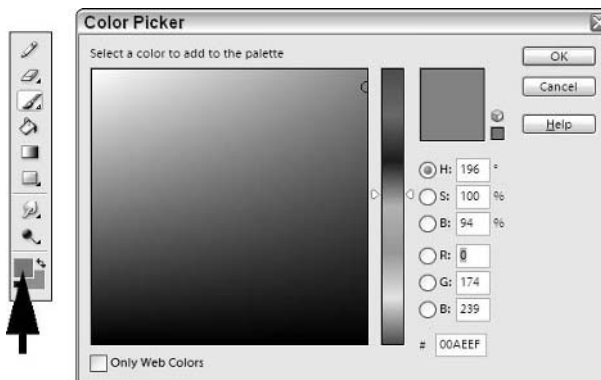 Color Picker
Select a color to add to the palette
OK
Cancel
Help
H: 196 °
S: 100 %
B: 94 %
R: 0
G: 174
B: 239
# 00AEEF
Only Web Colors